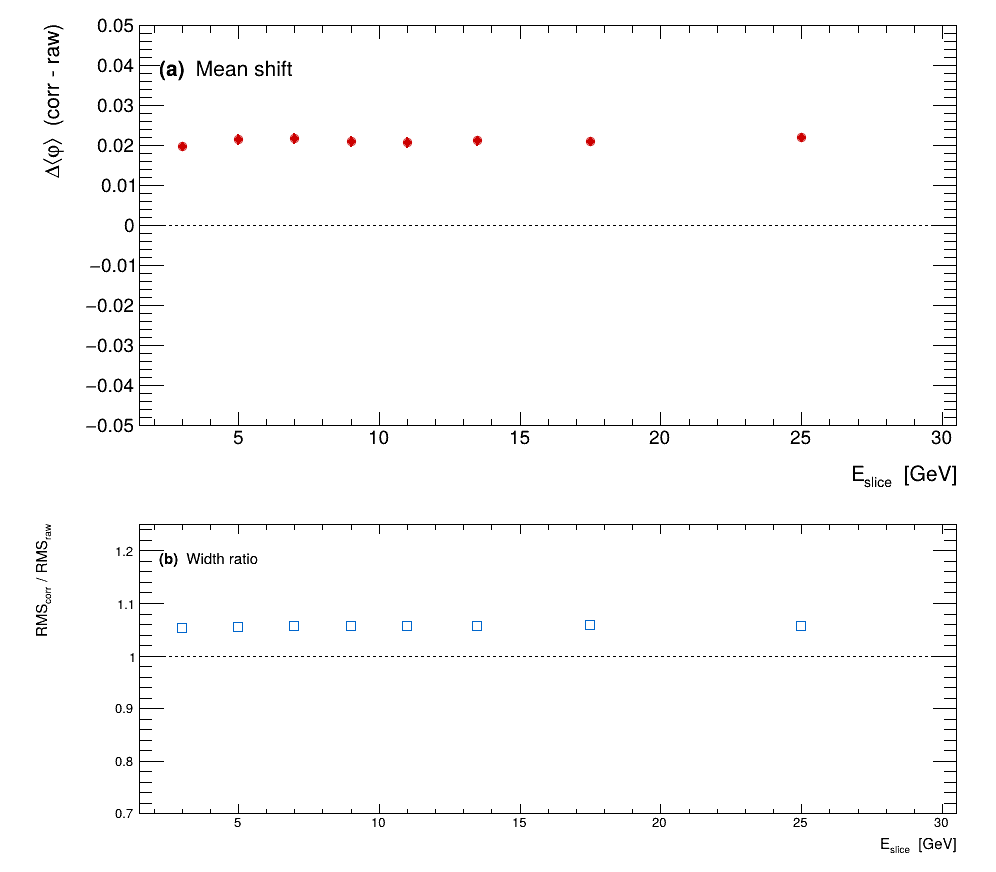 Δ⟨φ⟩ (corr - raw)
0.05
0.04
0.03
0.02
0.01
0
−0.01
−0.02
−0.03
−0.04
−0.05
(a) Mean shift
5 10 15 20 25 30
E_slice [GeV]
RMS_corr / RMS_raw
1.2
1.1
1
0.9
0.8
0.7
(b) Width ratio
5 10 15 20 25 30
E_slice [GeV]